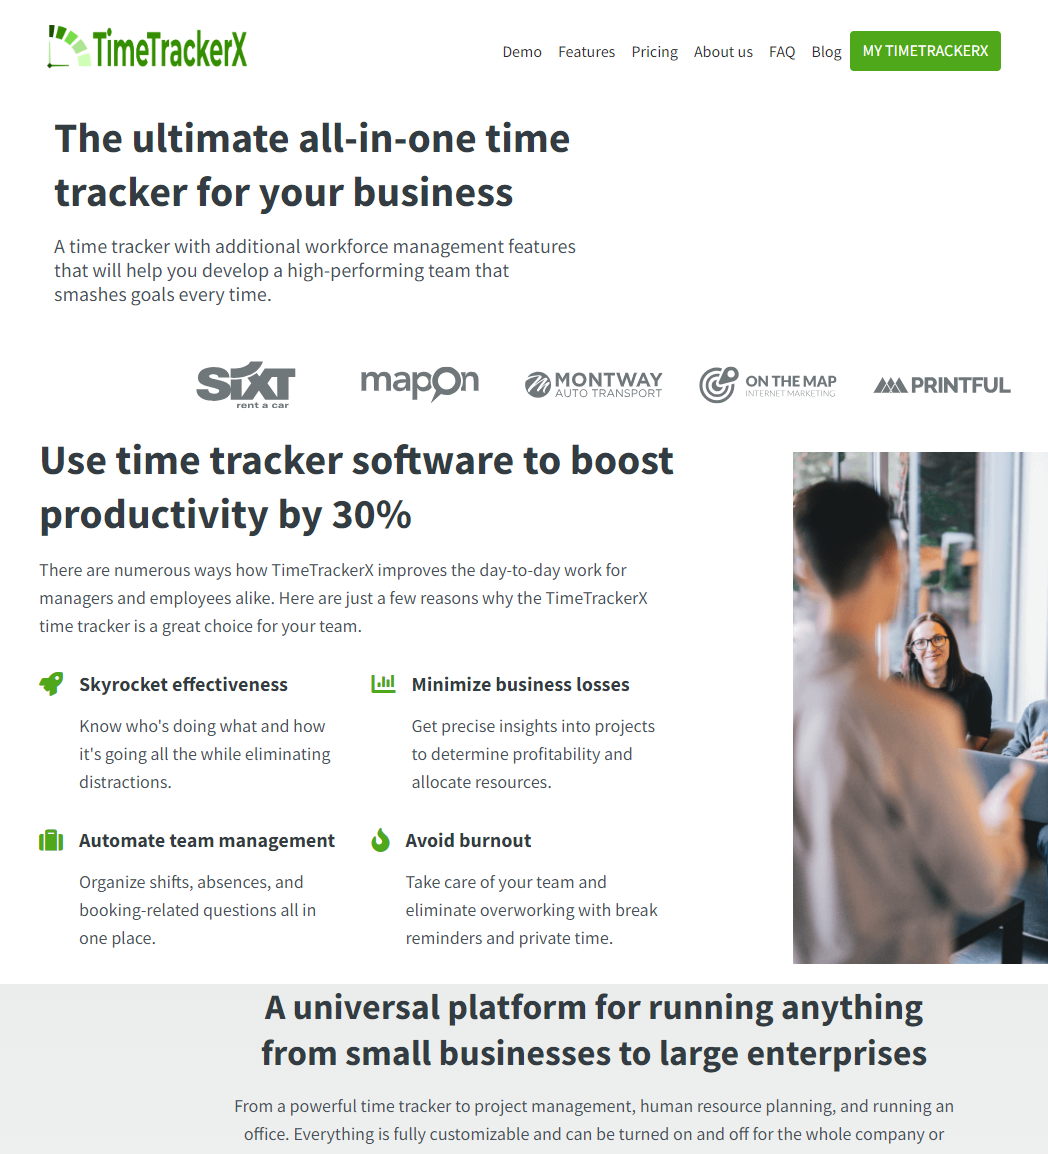 TimeTrackerX
Demo Features Pricing About us FAQ Blog MY TIMETRACKERX
The ultimate all-in-one time
tracker for your business
A time tracker with additional workforce management features
that will help you develop a high-performing team that
smashes goals every time.
SIXT
rent a car
mapon
MONTWAY
AUTO TRANSPORT
ON THE MAP
INTERNET MARKETING
PRINTFUL
Use time tracker software to boost
productivity by 30%
There are numerous ways how TimeTrackerX improves the day-to-day work for
managers and employees alike. Here are just a few reasons why the TimeTrackerX
time tracker is a great choice for your team.
Skyrocket effectiveness
Know who's doing what and how
it's going all the while eliminating
distractions.
Minimize business losses
Get precise insights into projects
to determine profitability and
allocate resources.
Automate team management
Organize shifts, absences, and
booking-related questions all in
one place.
Avoid burnout
Take care of your team and
eliminate overworking with break
reminders and private time.
A universal platform for running anything
from small businesses to large enterprises
From a powerful time tracker to project management, human resource planning, and running an
office. Everything is fully customizable and can be turned on and off for the whole company or